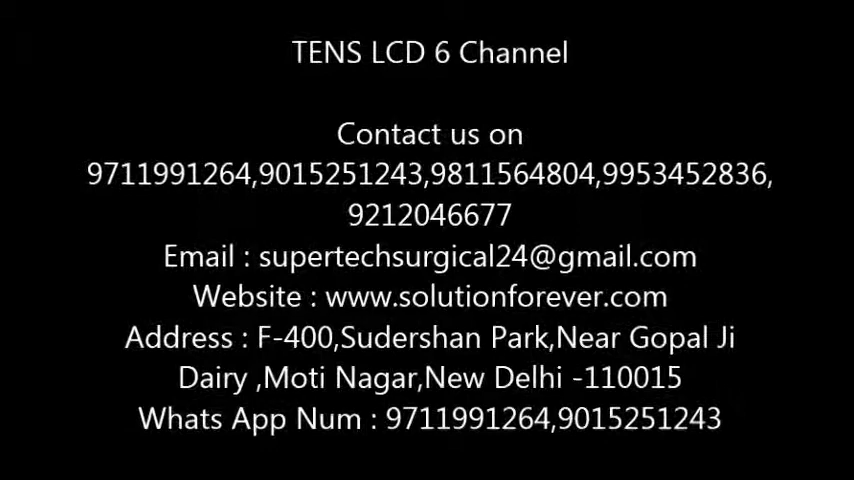 TENS LCD 6 Channel
Contact us on
9711991264,9015251243,9811564804,9953452836,
9212046677
Email : supertechsurgical24@gmail.com
Website : www.solutionforever.com
Address : F-400,Sudershan Park,Near Gopal Ji
Dairy ,Moti Nagar,New Delhi -110015
Whats App Num : 9711991264,9015251243